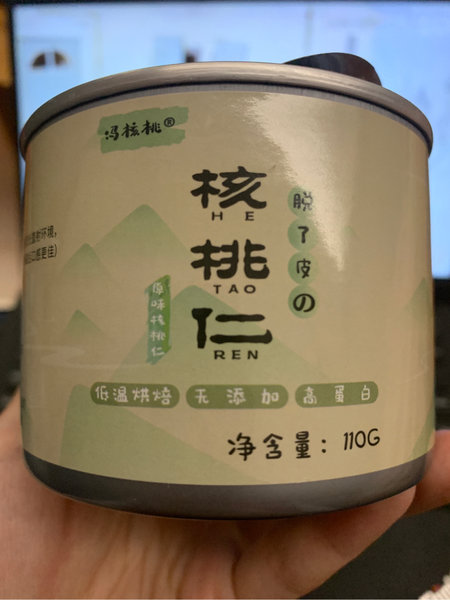 冯核桃®
脱了皮の
核
HE
桃
TAO
仁
REN
原味核桃仁
低温烘焙 无添加 高蛋白
净含量: 110G